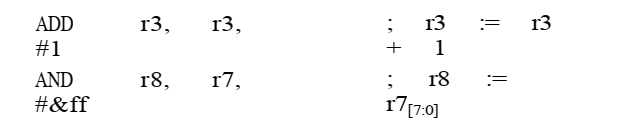 ADD r3, r3, ; r3 := r3
#1 + 1
AND r8, r7, ; r8 :=
#&ff r7[7:0]